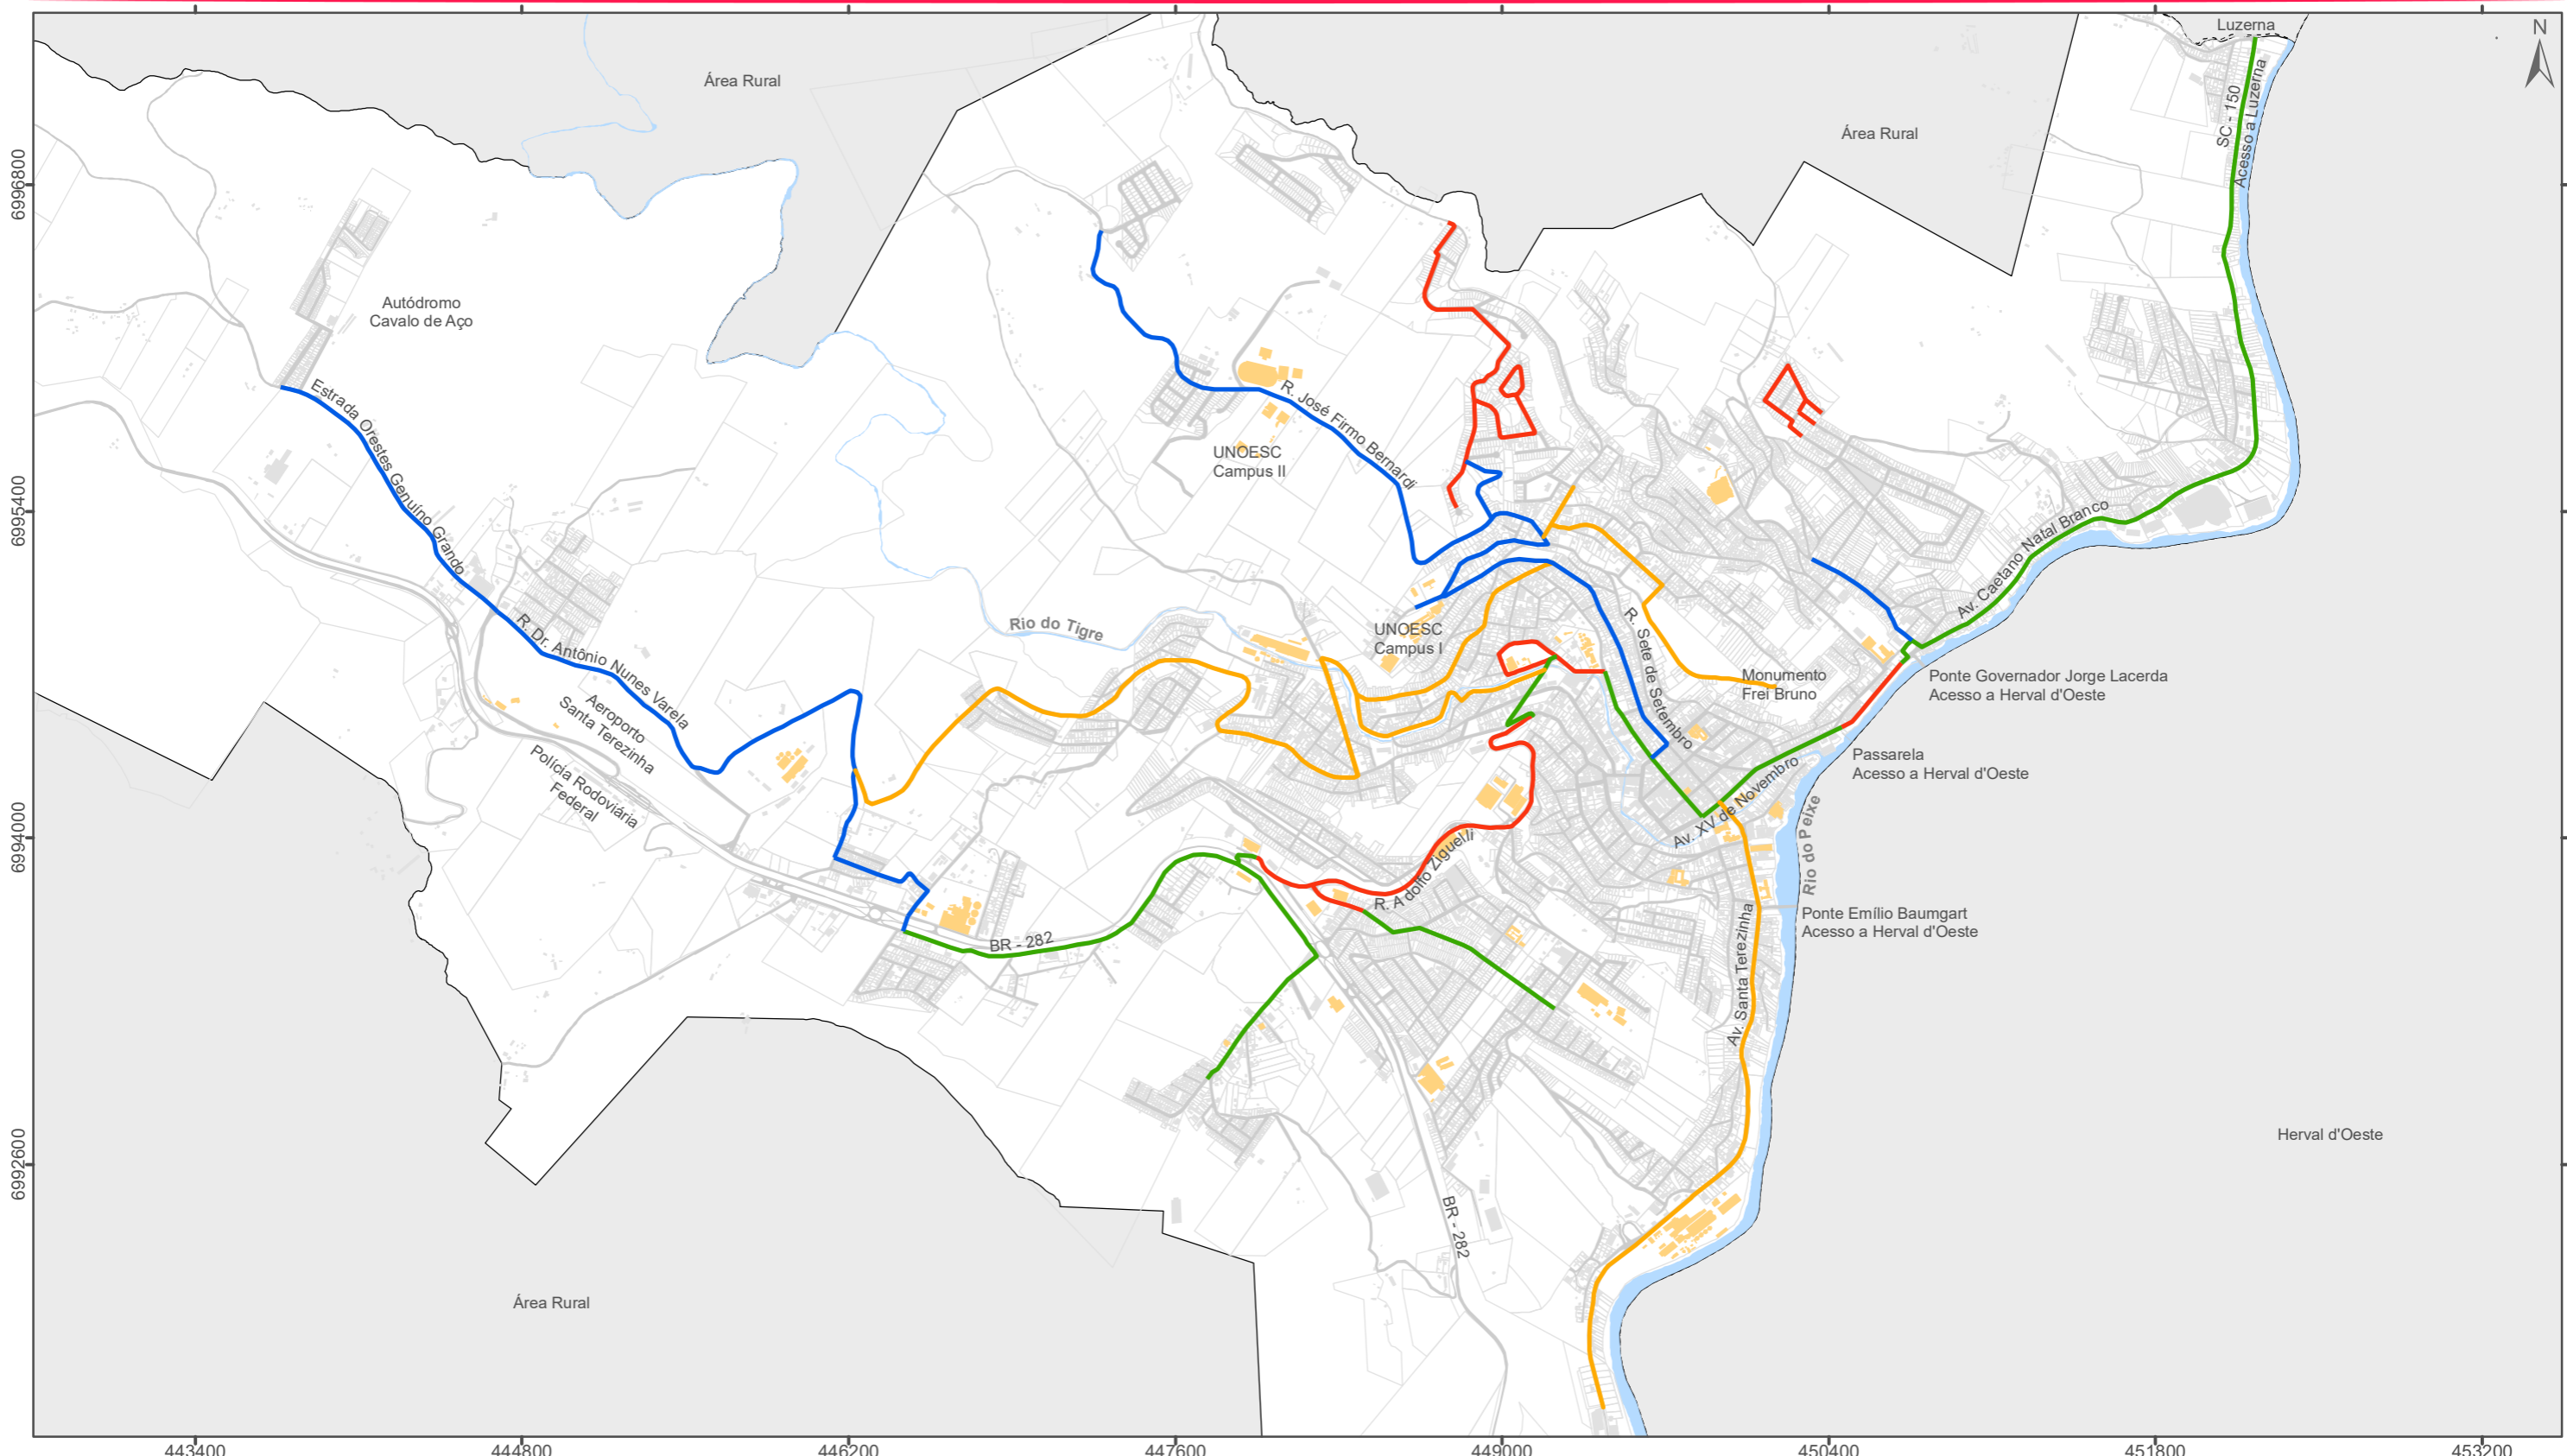 Luzerna
N
Área Rural
Área Rural
SC - 150
Acesso a Luzerna
6996800
Autódromo
Cavalo de Aço
Estrada Orestes Genuíno Grando
R. José Firmo Bernardi
UNOESC
Campus II
6995400
Av. Caetano Natal Branco
R. Dr. Antônio Nunes Varela
Rio do Tigre
UNOESC
Campus I
R. Sete de Setembro
Monumento
Frei Bruno
Ponte Governador Jorge Lacerda
Acesso a Herval d'Oeste
Aeroporto
Santa Terezinha
Polícia Rodoviária
Federal
Passarela
Acesso a Herval d'Oeste
Av. XV de Novembro
Rio do Peixe
6994000
R. Adolfo Ziguelli
Ponte Emílio Baumgart
Acesso a Herval d'Oeste
BR - 282
Av. Santa Terezinha
6992600
Herval d'Oeste
BR - 282
Área Rural
443400
444800
446200
447600
449000
450400
451800
453200